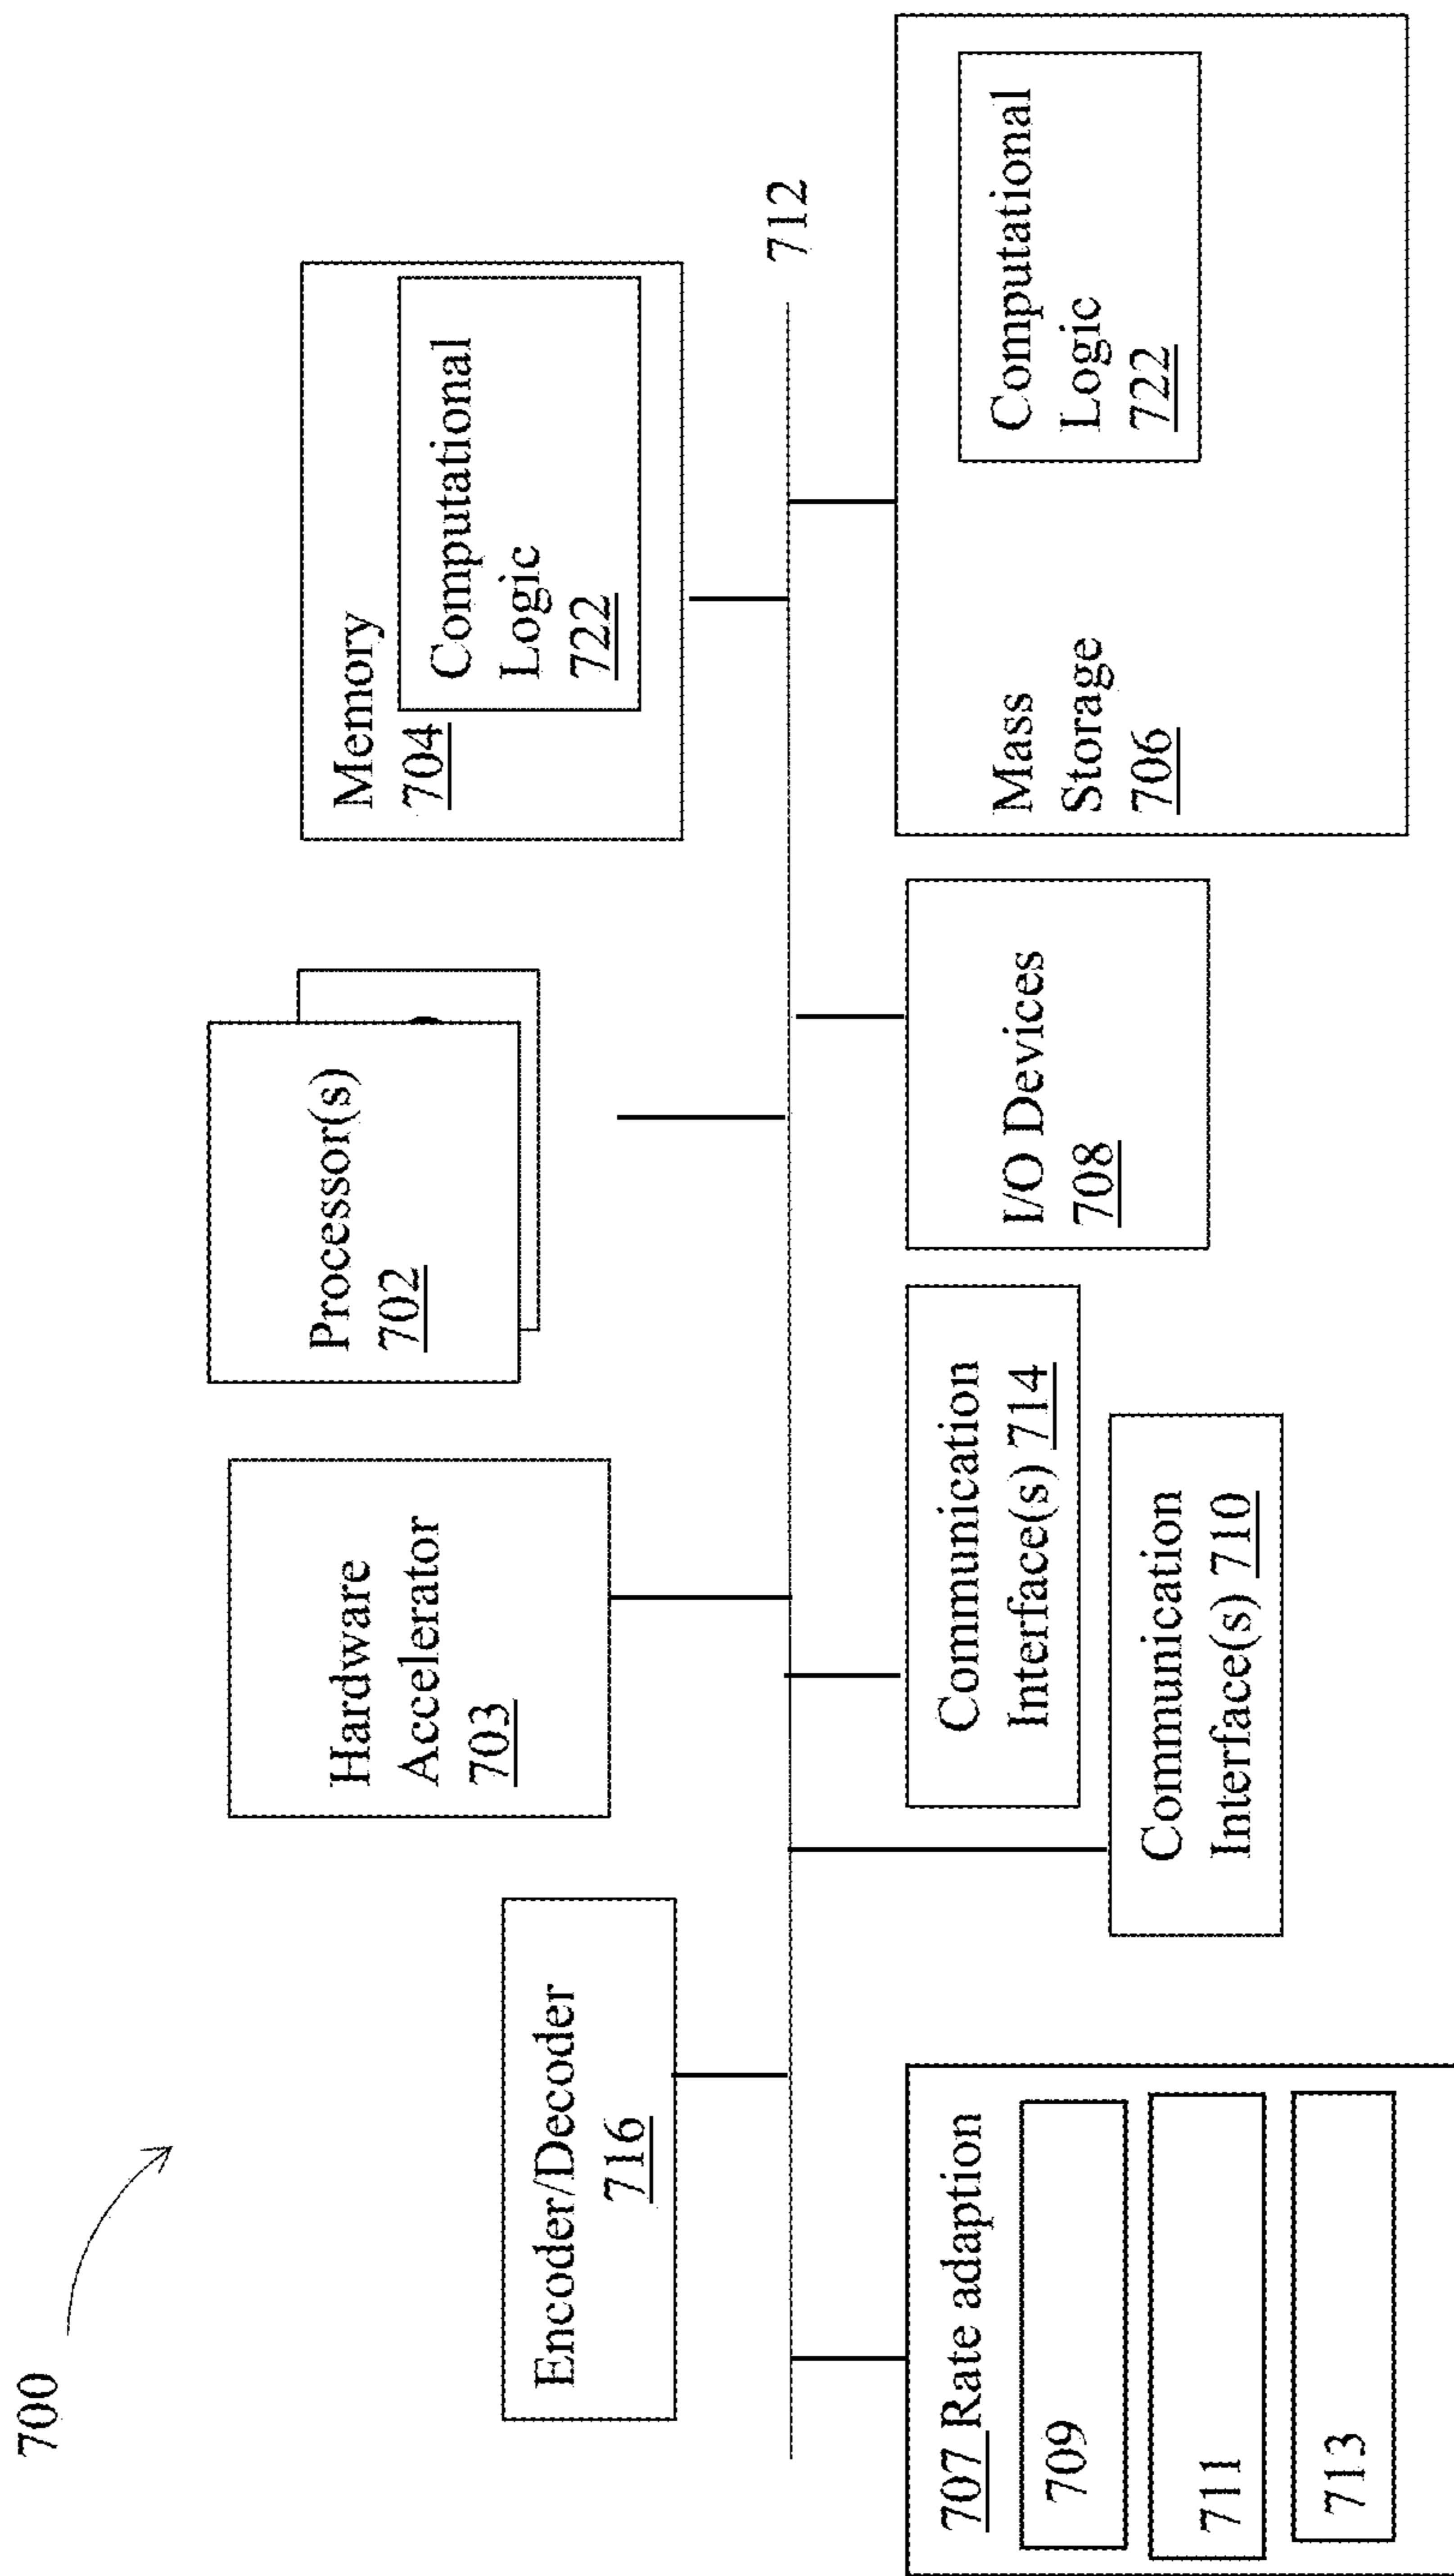 700
Encoder/Decoder
716
Hardware
Accelerator
703
Processor(s)
702
Memory
704
Computational
Logic
722
712
707 Rate adaption
709
711
713
Communication
Interface(s) 714
Communication
Interface(s) 710
I/O Devices
708
Mass
Storage
706
Computational
Logic
722